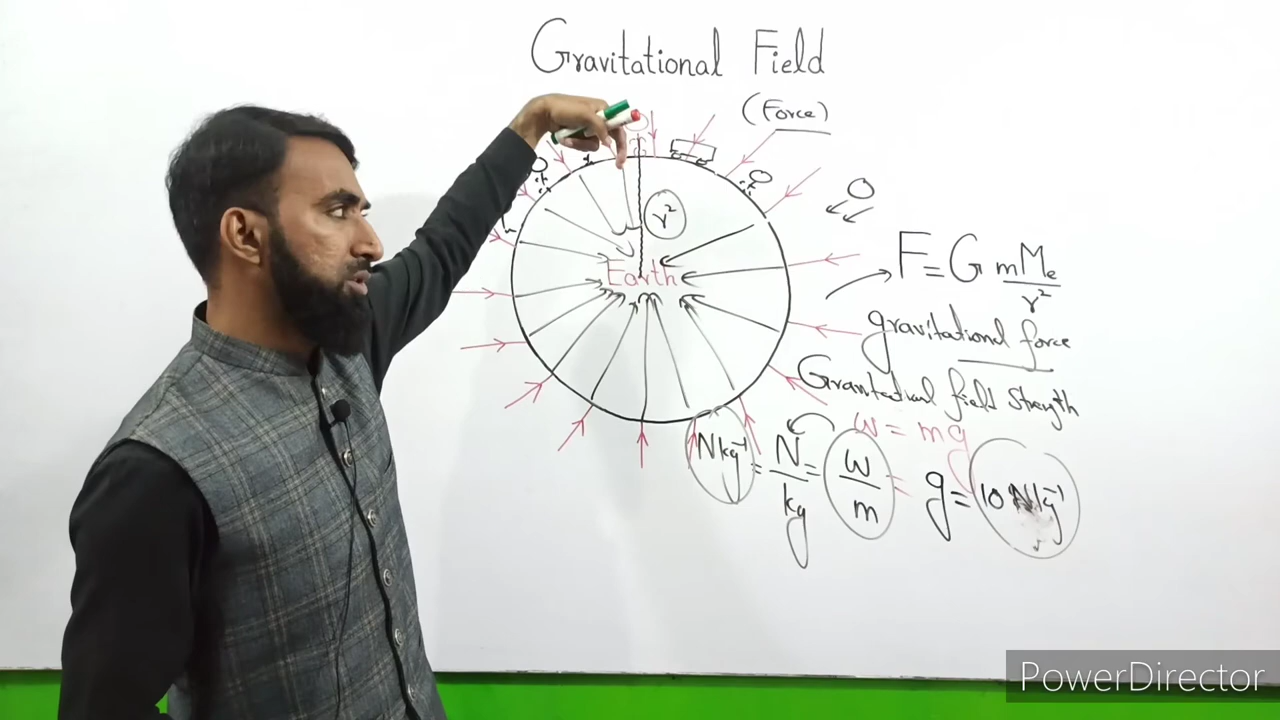 Gravitational Field
(Force)
r²
Earth
F = G mMe / r²
gravitational force
Gravitational field strength
w = mg
Nkg⁻¹ = N/kg = w/m = g = 10 Nkg⁻¹
PowerDirector